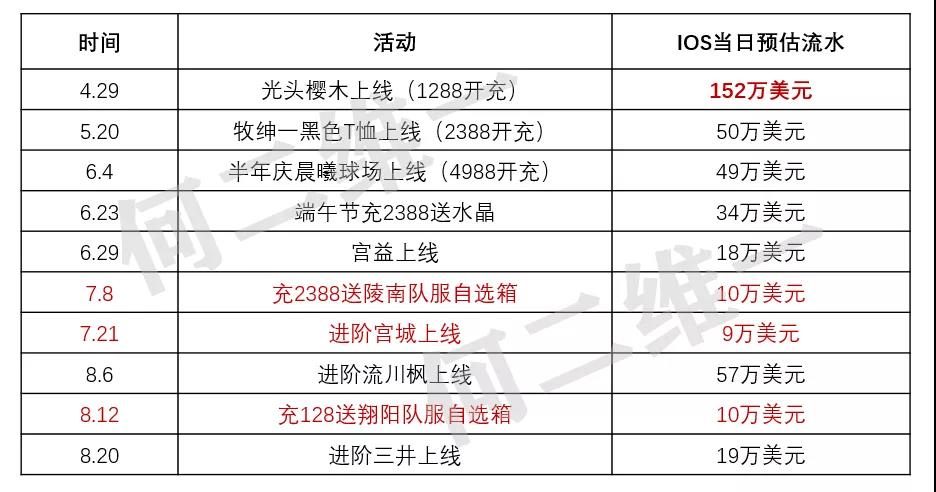 时间 活动 IOS当日预估流水
4.29 光头樱木上线（1288开充） 152万美元
5.20 牧绅一黑色T恤上线（2388开充） 50万美元
6.4 半年庆晨曦球场上线（4988开充） 49万美元
6.23 端午节充2388送水晶 34万美元
6.29 宫益上线 18万美元
7.8 充2388送陵南队服自选箱 10万美元
7.21 进阶宫城上线 9万美元
8.6 进阶流川枫上线 57万美元
8.12 充128送翔阳队服自选箱 10万美元
8.20 进阶三井上线 19万美元
何二维一
何二维一